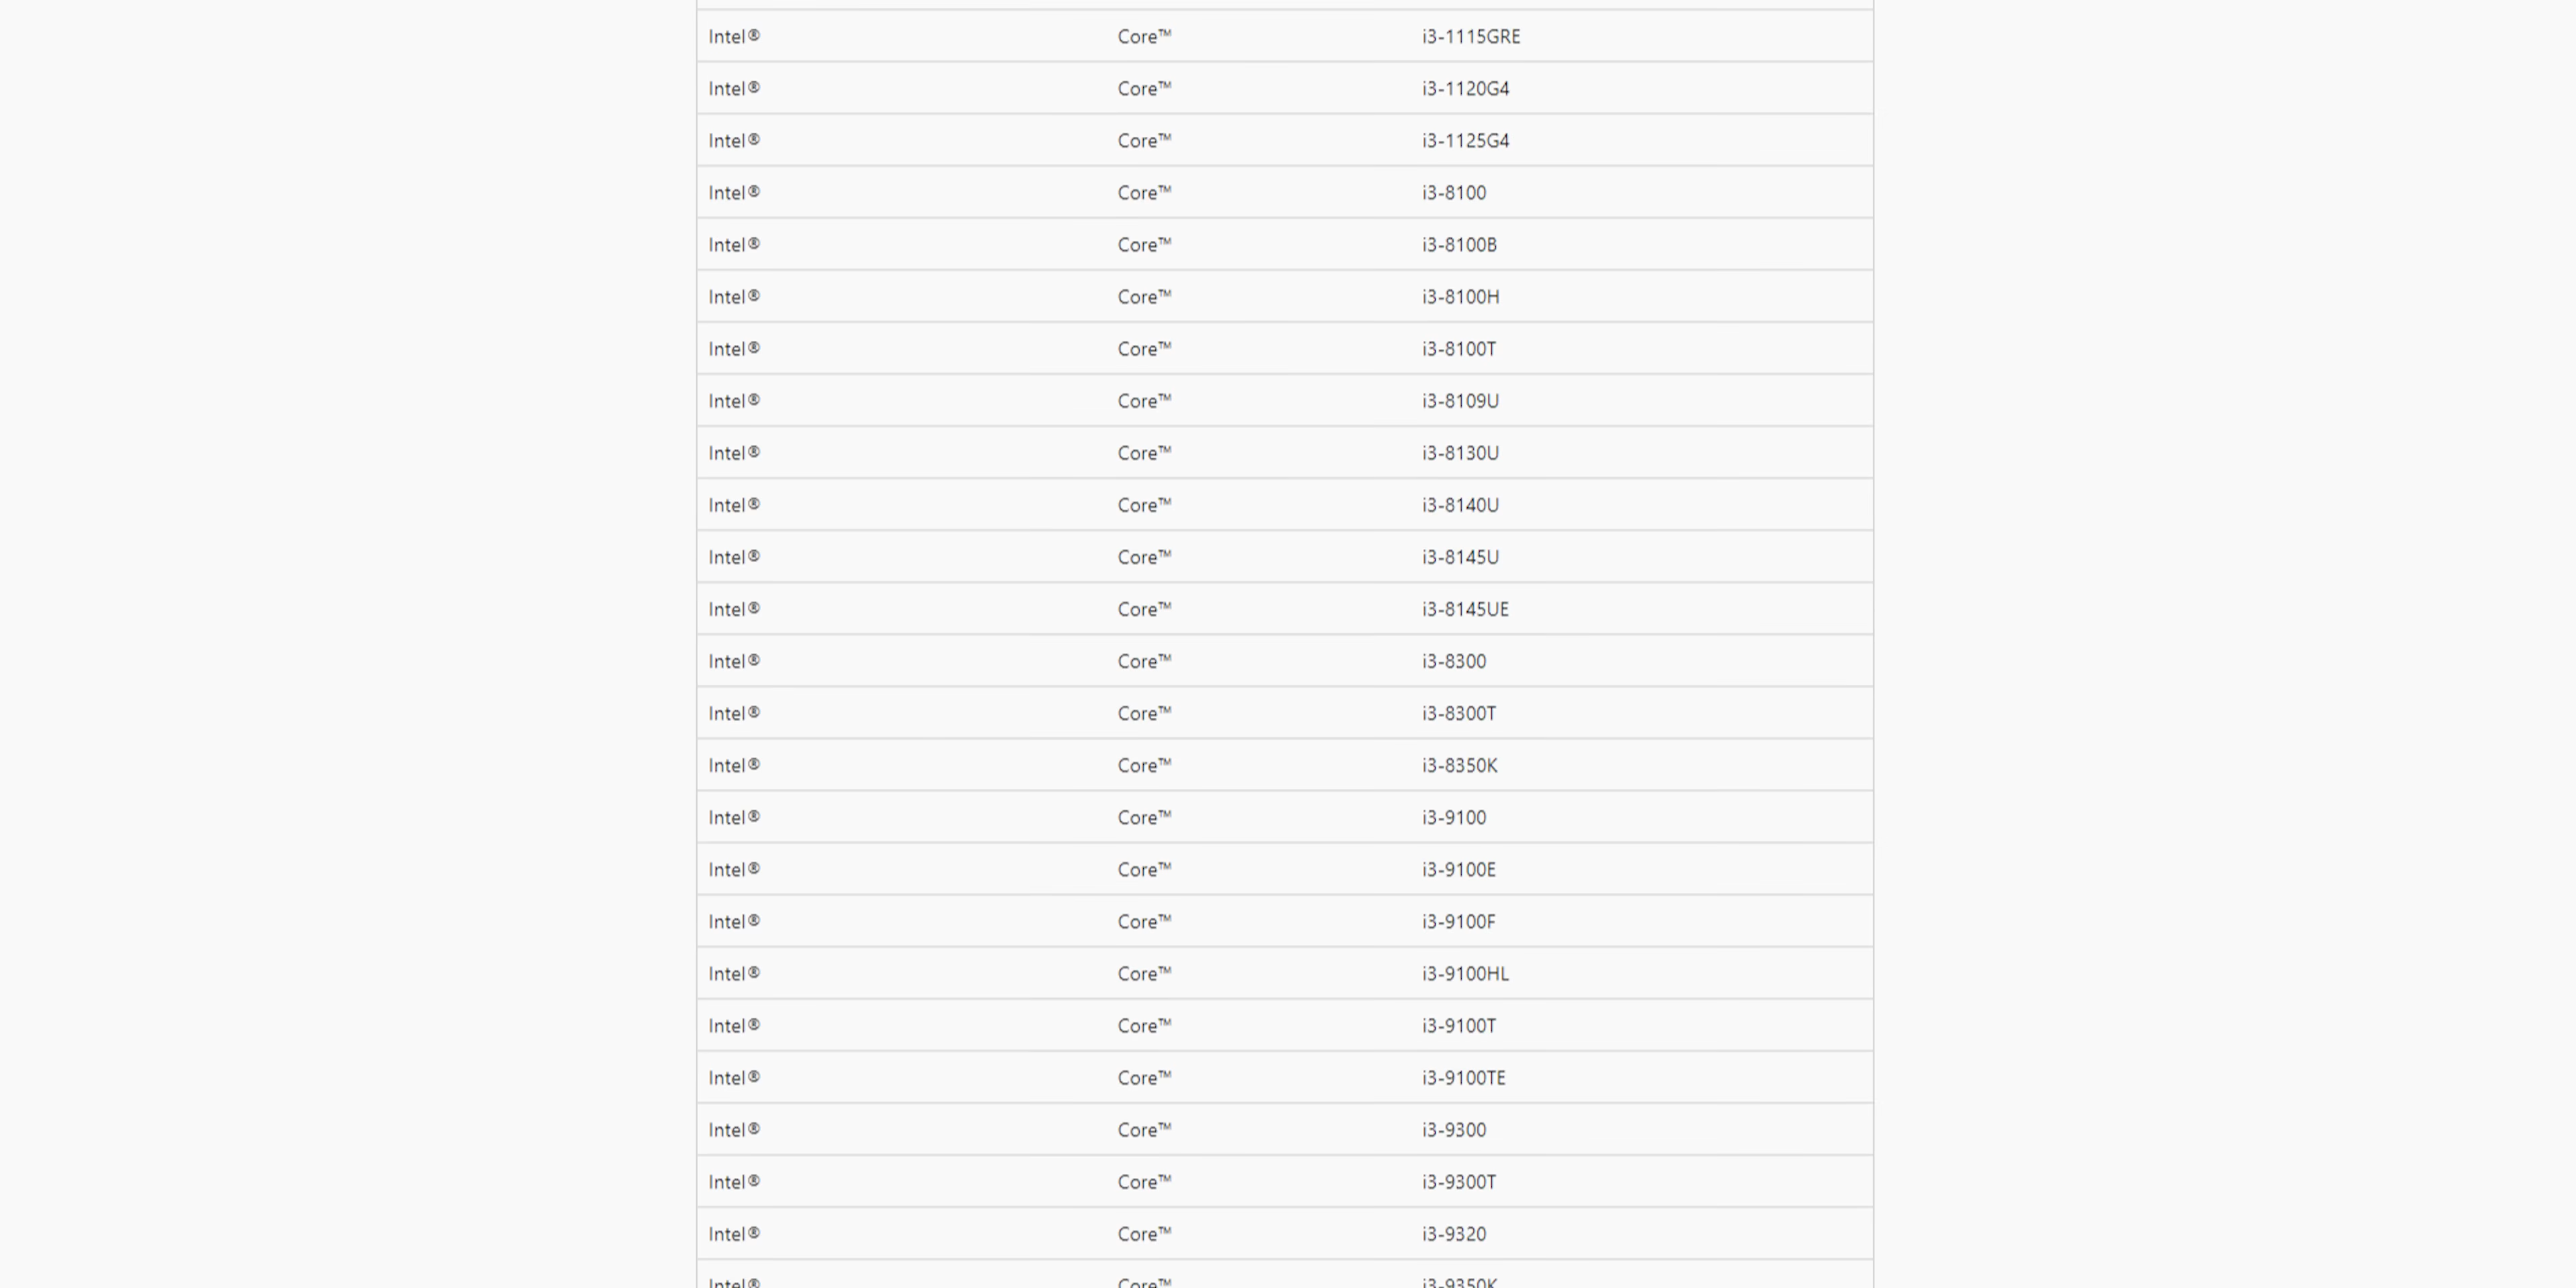 Intel® Core™ i3-1115GRE
Intel® Core™ i3-1120G4
Intel® Core™ i3-1125G4
Intel® Core™ i3-8100
Intel® Core™ i3-8100B
Intel® Core™ i3-8100H
Intel® Core™ i3-8100T
Intel® Core™ i3-8109U
Intel® Core™ i3-8130U
Intel® Core™ i3-8140U
Intel® Core™ i3-8145U
Intel® Core™ i3-8145UE
Intel® Core™ i3-8300
Intel® Core™ i3-8300T
Intel® Core™ i3-8350K
Intel® Core™ i3-9100
Intel® Core™ i3-9100E
Intel® Core™ i3-9100F
Intel® Core™ i3-9100HL
Intel® Core™ i3-9100T
Intel® Core™ i3-9100TE
Intel® Core™ i3-9300
Intel® Core™ i3-9300T
Intel® Core™ i3-9320
Intel® Core™ i3-9350K